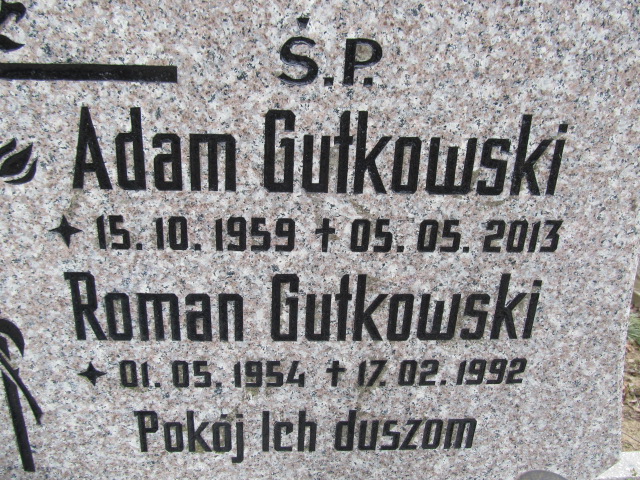 Ś.P.
Adam Gutkowski
✦ 15. 10. 1959 ✝ 05. 05. 2013
Roman Gutkowski
✦ 01. 05. 1954 ✝ 17. 02. 1992
Pokój Ich duszom